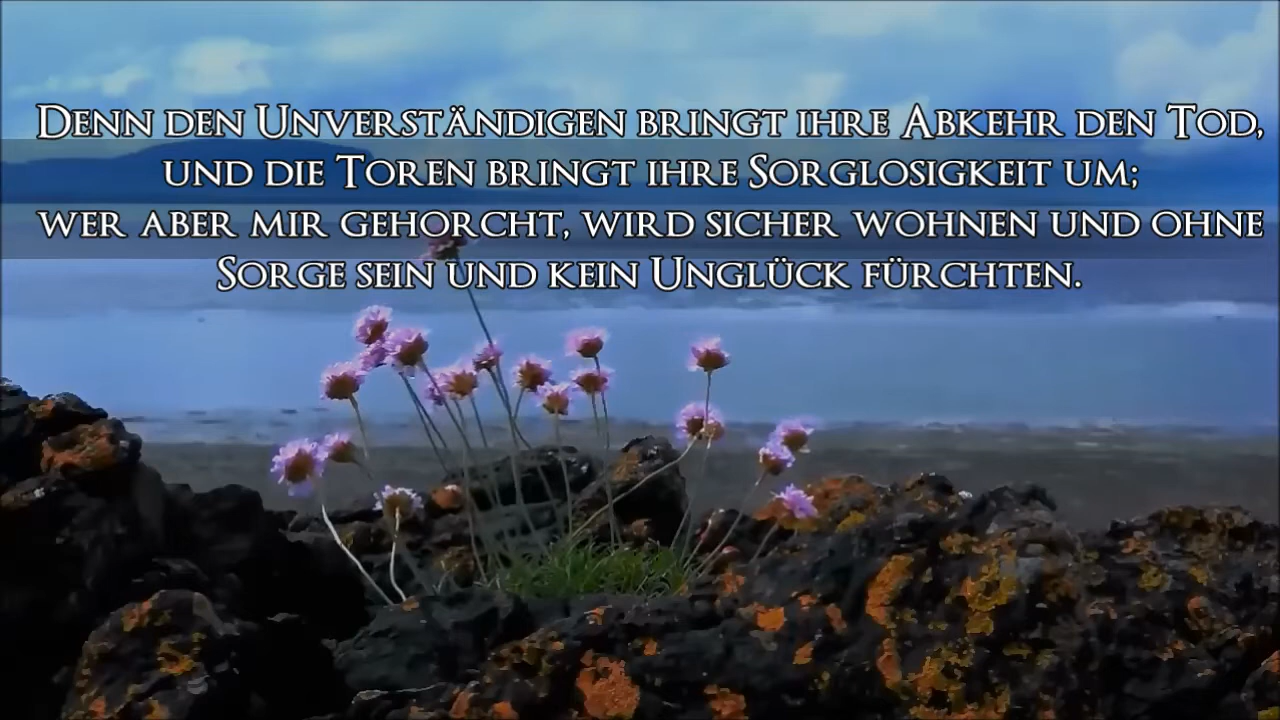 Denn den Unverständigen bringt ihre Abkehr den Tod,
und die Toren bringt ihre Sorglosigkeit um;
wer aber mir gehorcht, wird sicher wohnen und ohne
Sorge sein und kein Unglück fürchten.